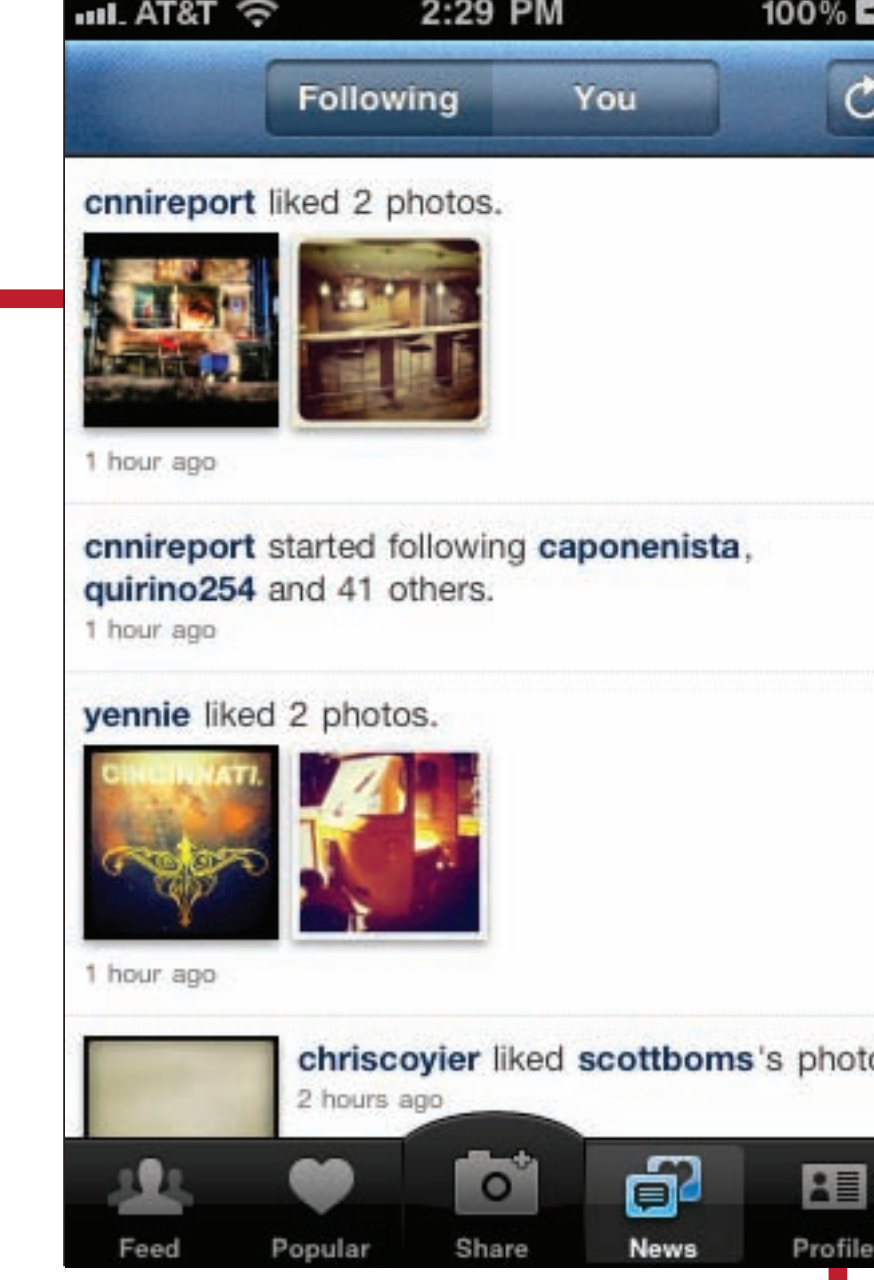 AT&T 2:29 PM 100%
Following You
cnnireport liked 2 photos.
1 hour ago
cnnireport started following caponenista,
quirino254 and 41 others.
1 hour ago
yennie liked 2 photos.
CINCINNATI.
1 hour ago
chriscoyier liked scottboms's photo
2 hours ago
Feed Popular Share News Profile